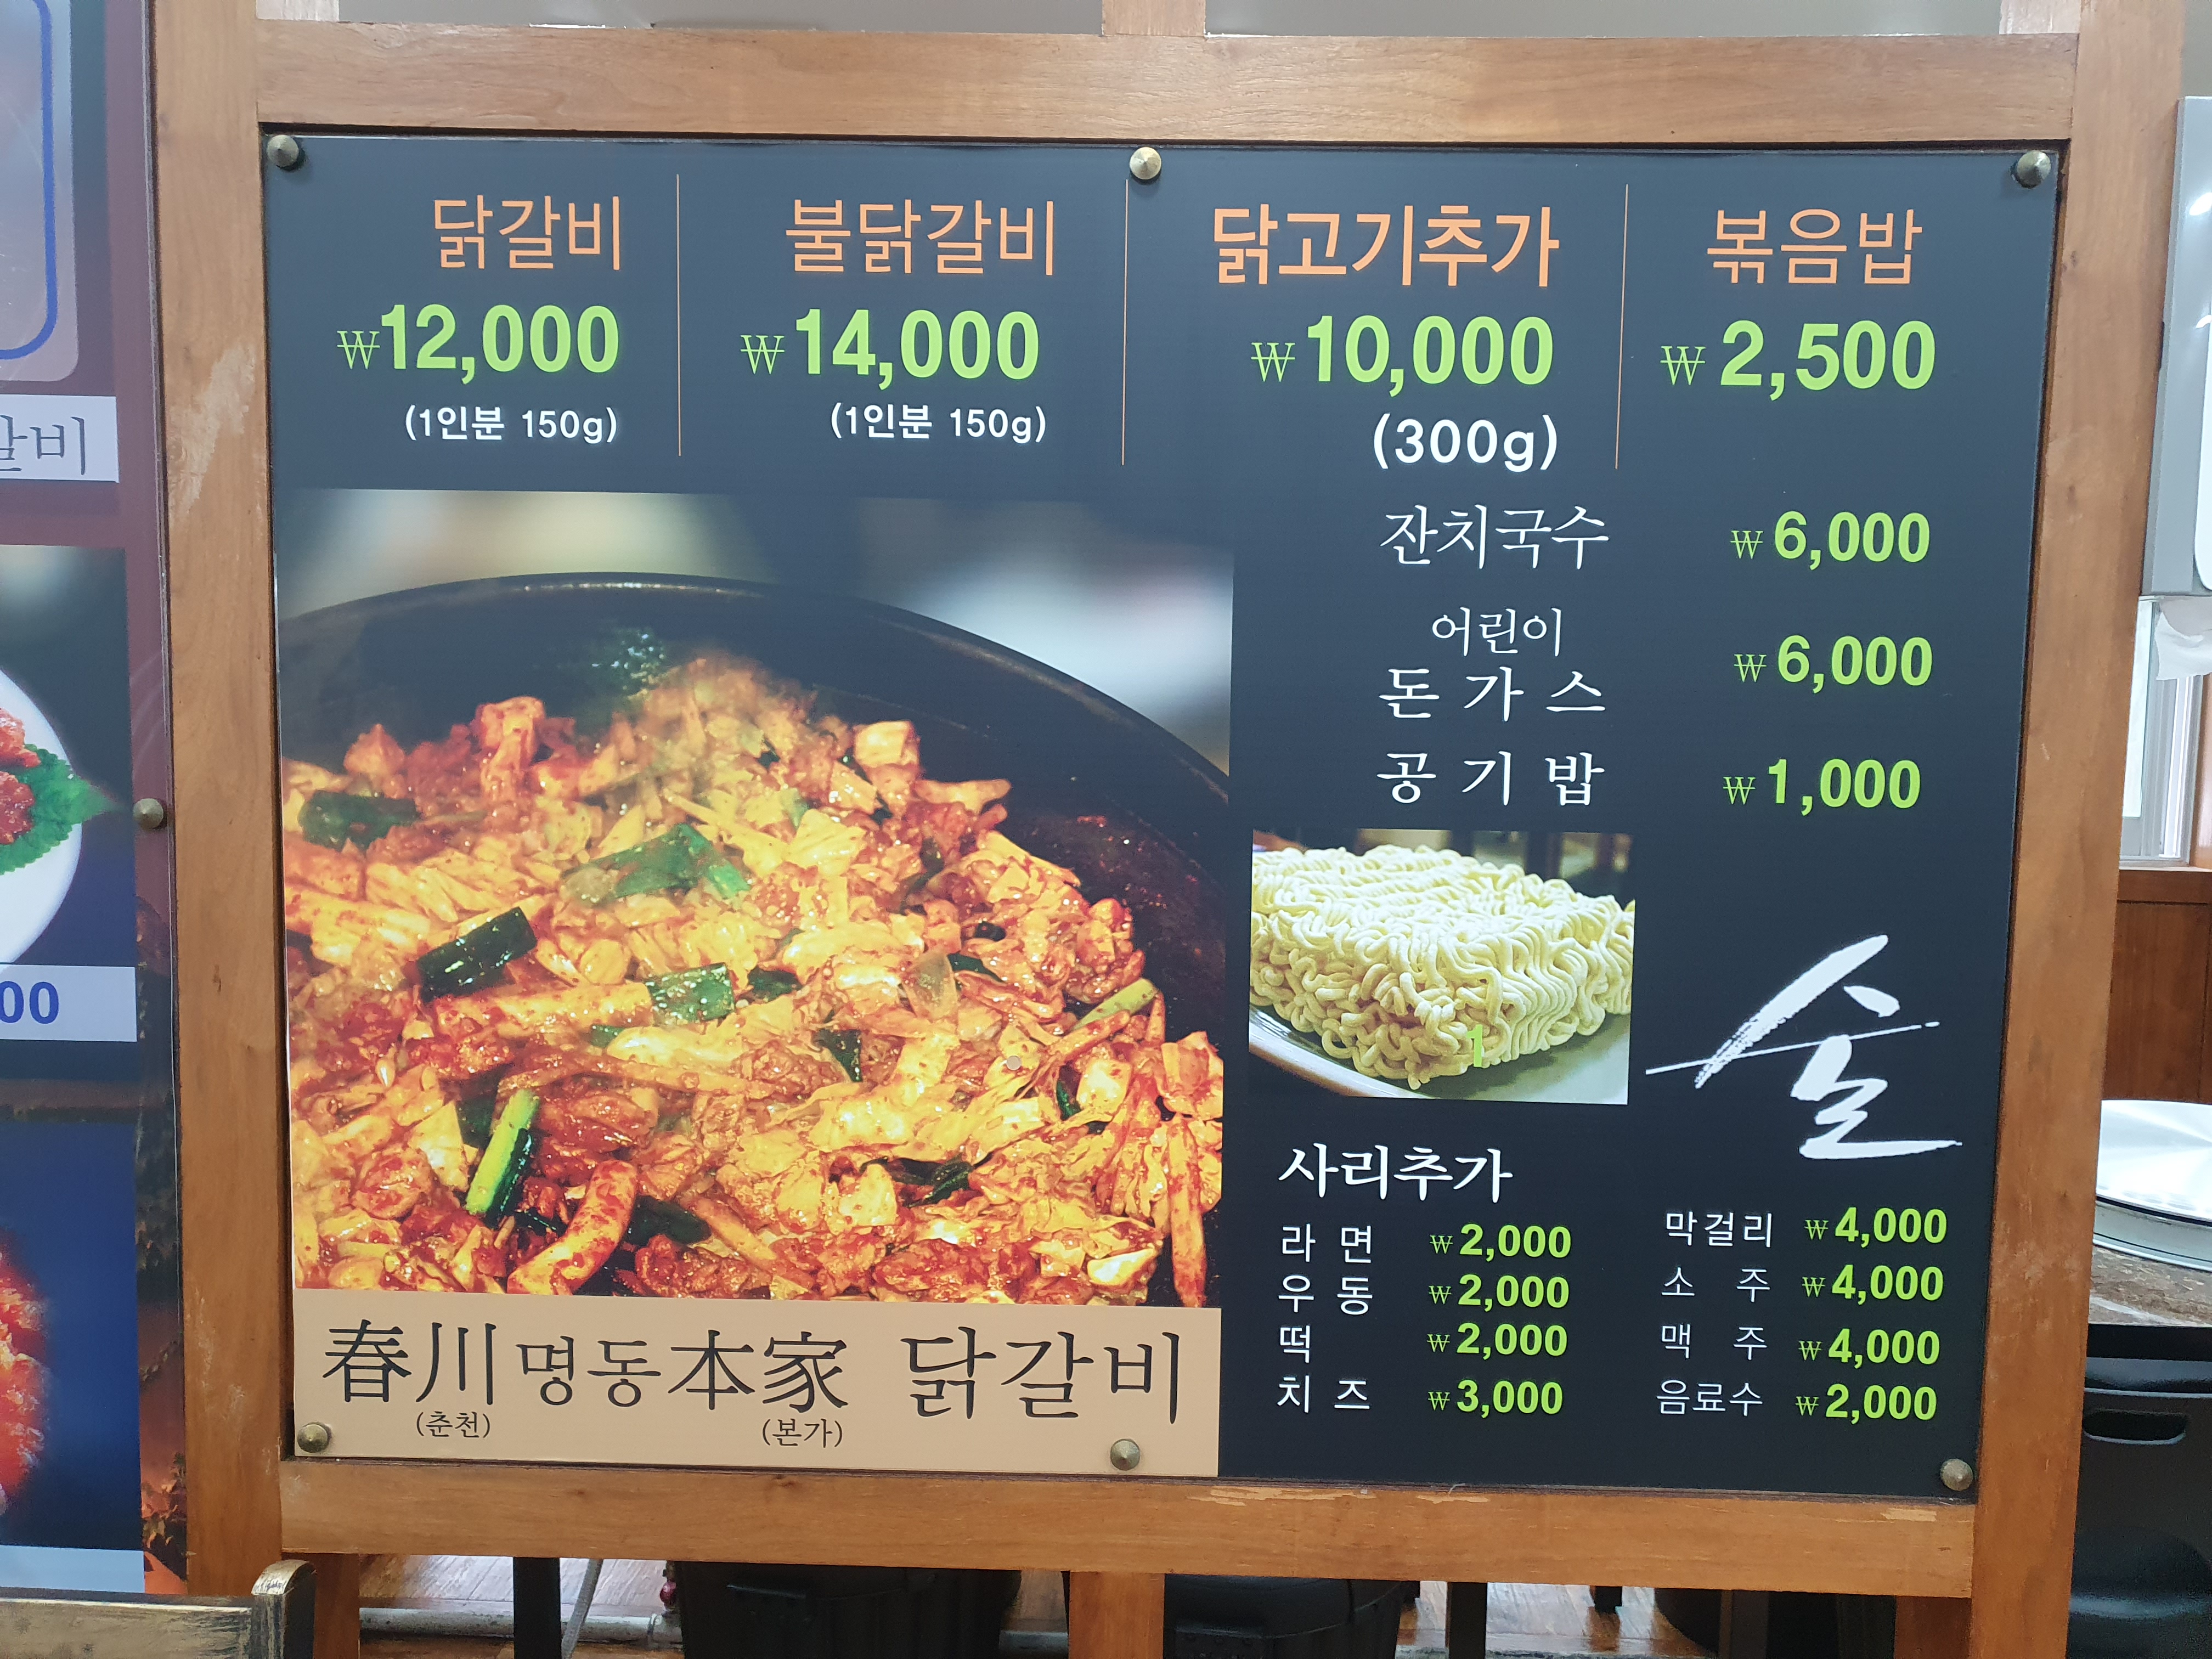 닭갈비
₩12,000
(1인분 150g)
불닭갈비
₩14,000
(1인분 150g)
닭고기추가
₩10,000
(300g)
볶음밥
₩2,500
잔치국수 ₩6,000
어린이
돈가스 ₩6,000
공기밥 ₩1,000
1
사리추가
라면 ₩2,000
우동 ₩2,000
떡 ₩2,000
치즈 ₩3,000
술
막걸리 ₩4,000
소주 ₩4,000
맥주 ₩4,000
음료수 ₩2,000
春川명동本家 닭갈비
(춘천) (본가)
갈비
00